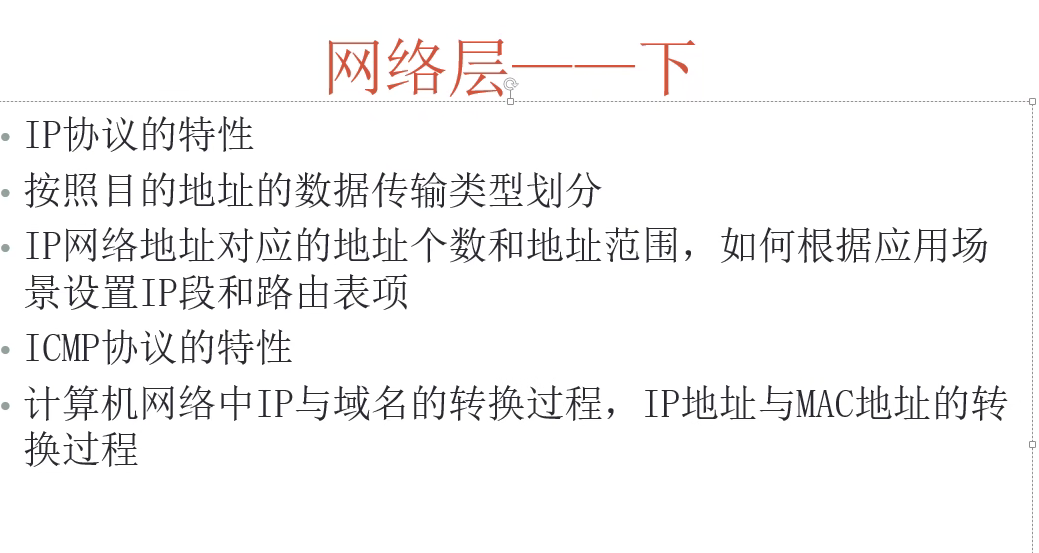 网络层——下
• IP协议的特性
• 按照目的地址的数据传输类型划分
• IP网络地址对应的地址个数和地址范围，如何根据应用场
景设置IP段和路由表项
• ICMP协议的特性
• 计算机网络中IP与域名的转换过程，IP地址与MAC地址的转
换过程